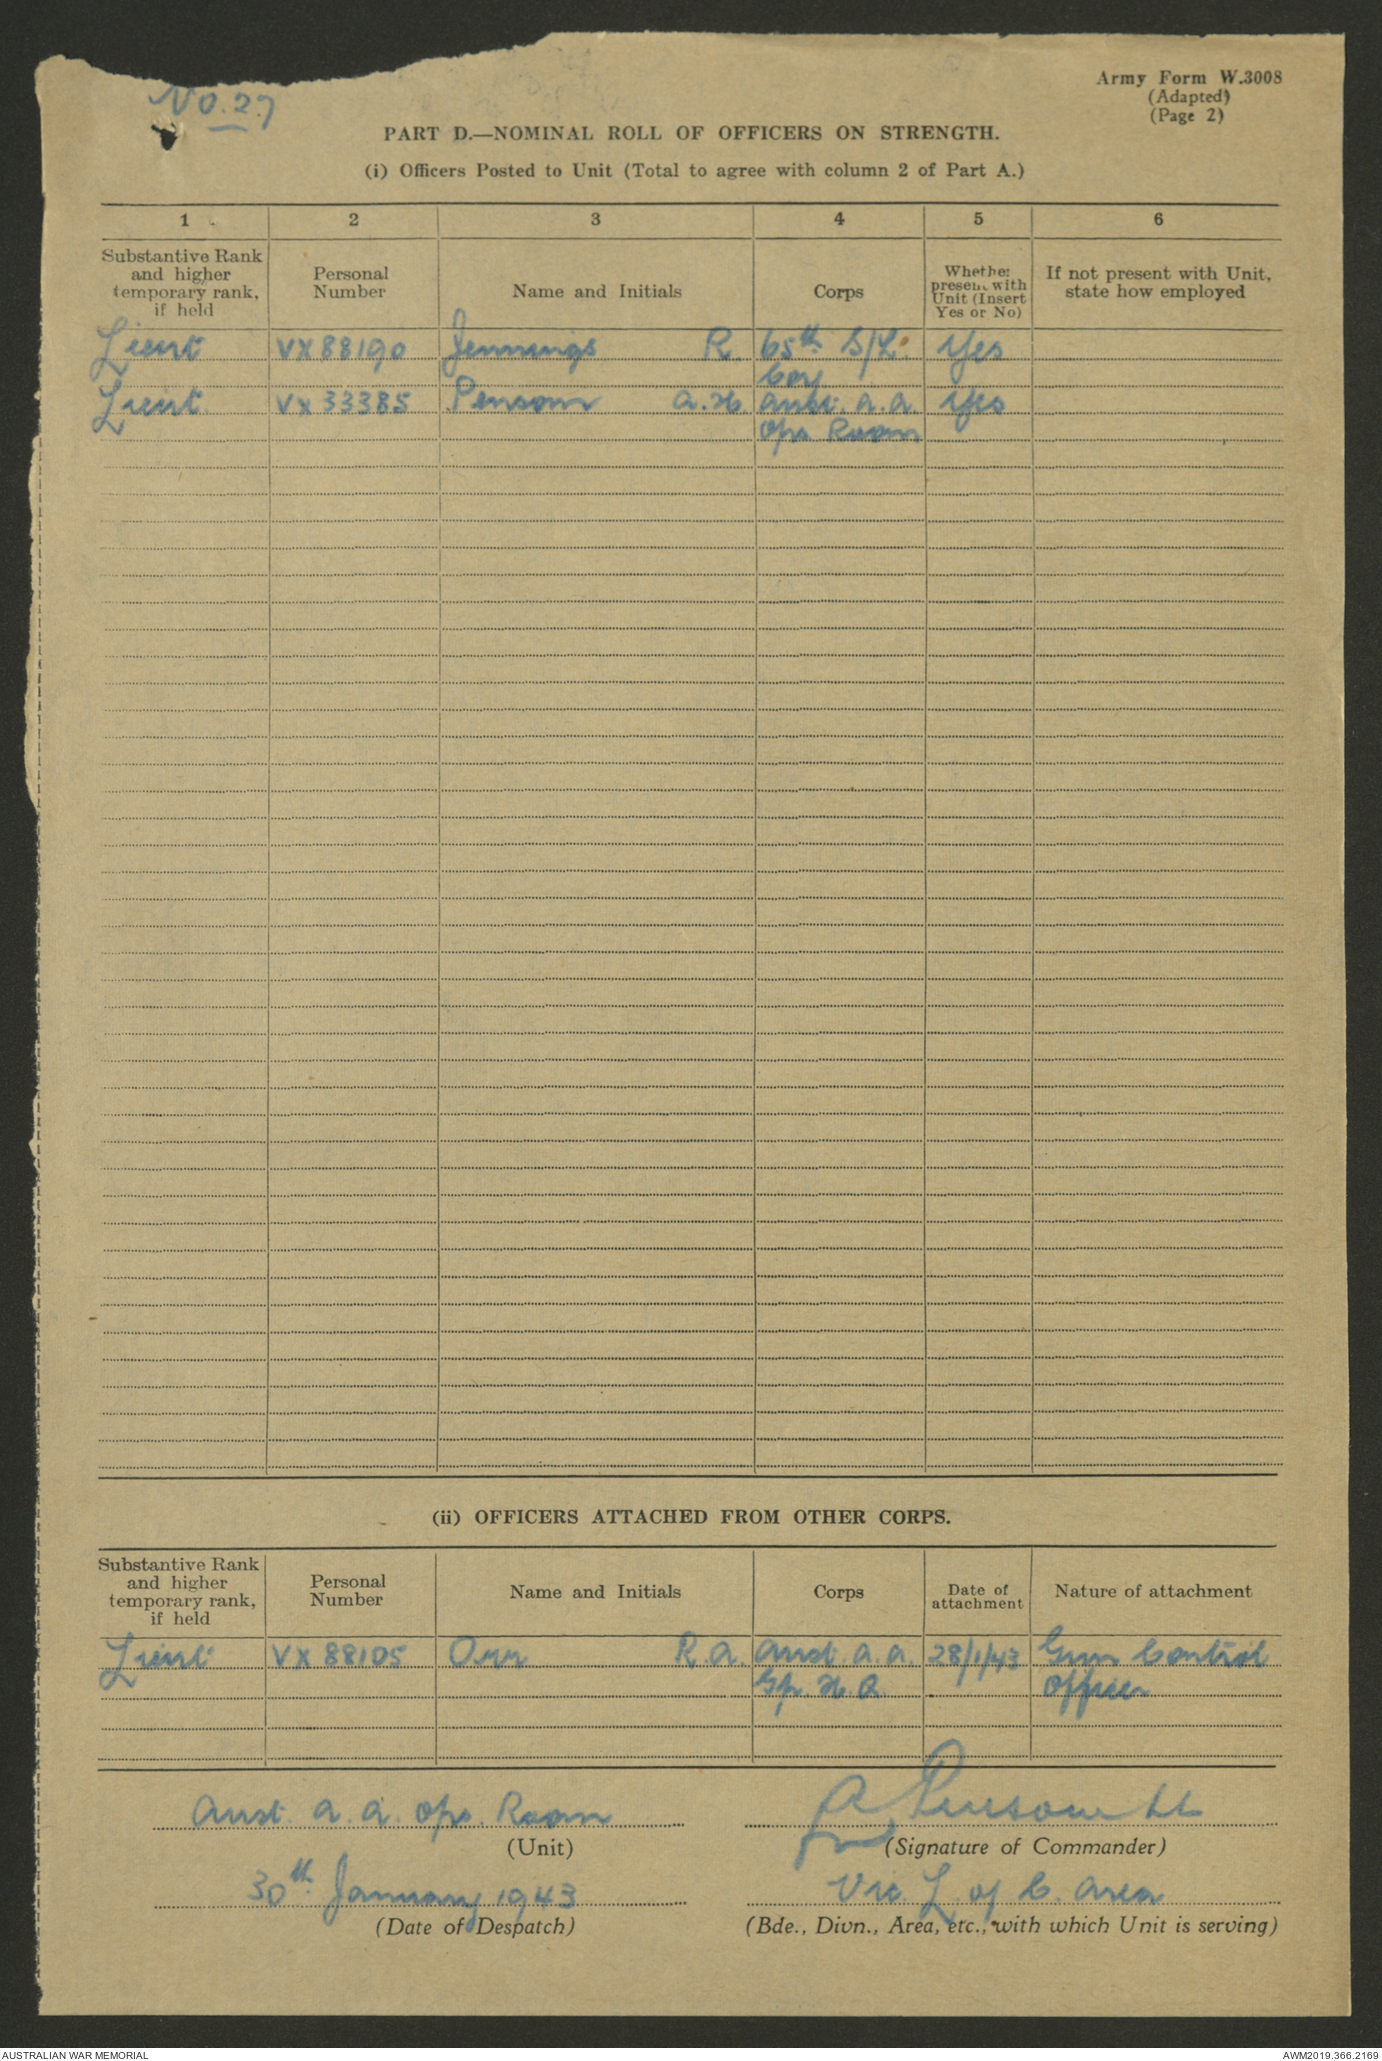 No. 27
Army Form W.3008
(Adapted)
(Page 2)
PART D.—NOMINAL ROLL OF OFFICERS ON STRENGTH.
(i) Officers Posted to Unit (Total to agree with column 2 of Part A.)
1 2 3 4 5 6
Substantive Rank
and higher
temporary rank,
if held
Personal
Number
Name and Initials
Corps
Whether
present with
Unit (Insert
Yes or No)
If not present with Unit,
state how employed
Lieut VX88190 Jennings R. 65th S/L. Yes
Coy
Lieut. VX33385 Pensom A.H. Aust. A.A. Yes
Ops Room
(ii) OFFICERS ATTACHED FROM OTHER CORPS.
Substantive Rank
and higher
temporary rank,
if held
Personal
Number
Name and Initials
Corps
Date of
attachment
Nature of attachment
Lieut VX88105 Orr R.A. Aust. A.A. 28/1/43 Gun Control
Gp. H.Q Officer
Aust. A.A. Ops. Room
(Unit)
A Pensom Lt
(Signature of Commander)
30th January 1943
(Date of Despatch)
Vic L. of C. Area
(Bde., Divn., Area, etc., with which Unit is serving)
AUSTRALIAN WAR MEMORIAL
AWM2019.366.2169